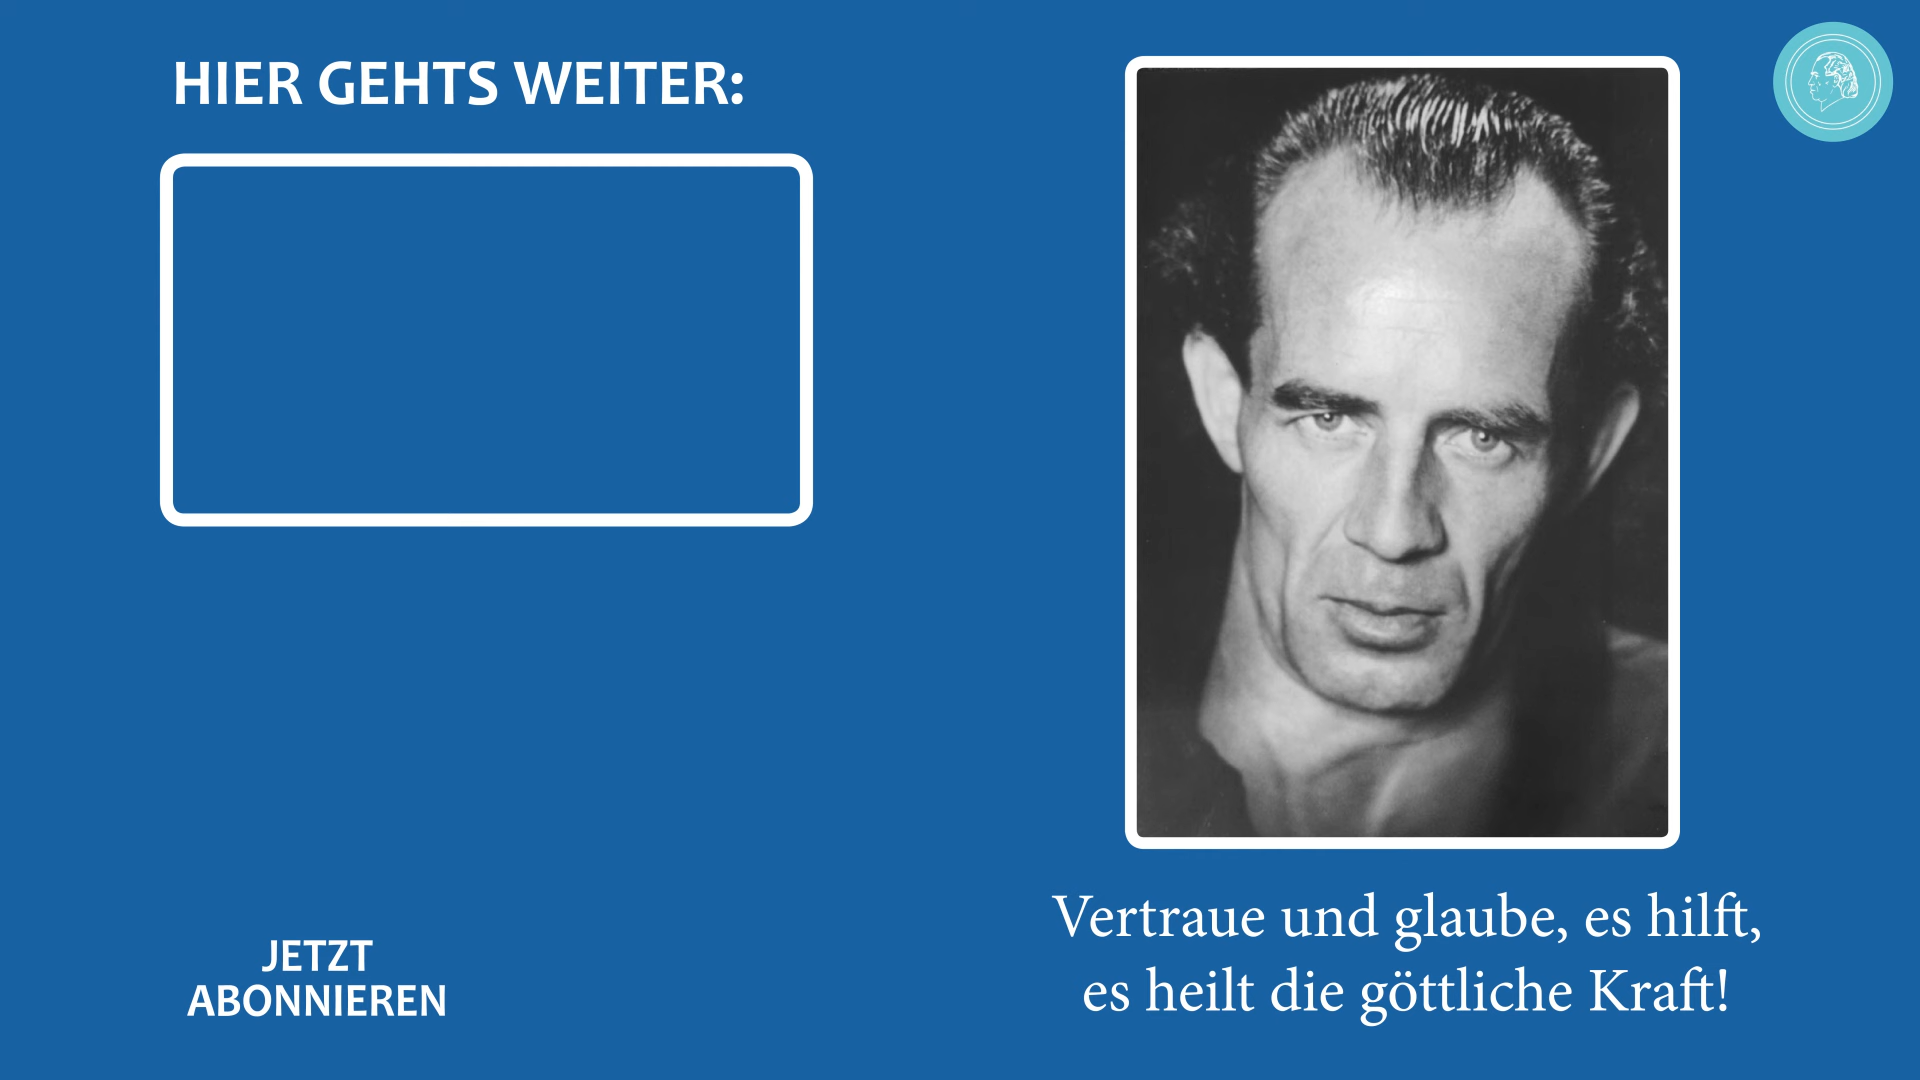 HIER GEHTS WEITER:
JETZT
ABONNIEREN
Vertraue und glaube, es hilft,
es heilt die göttliche Kraft!